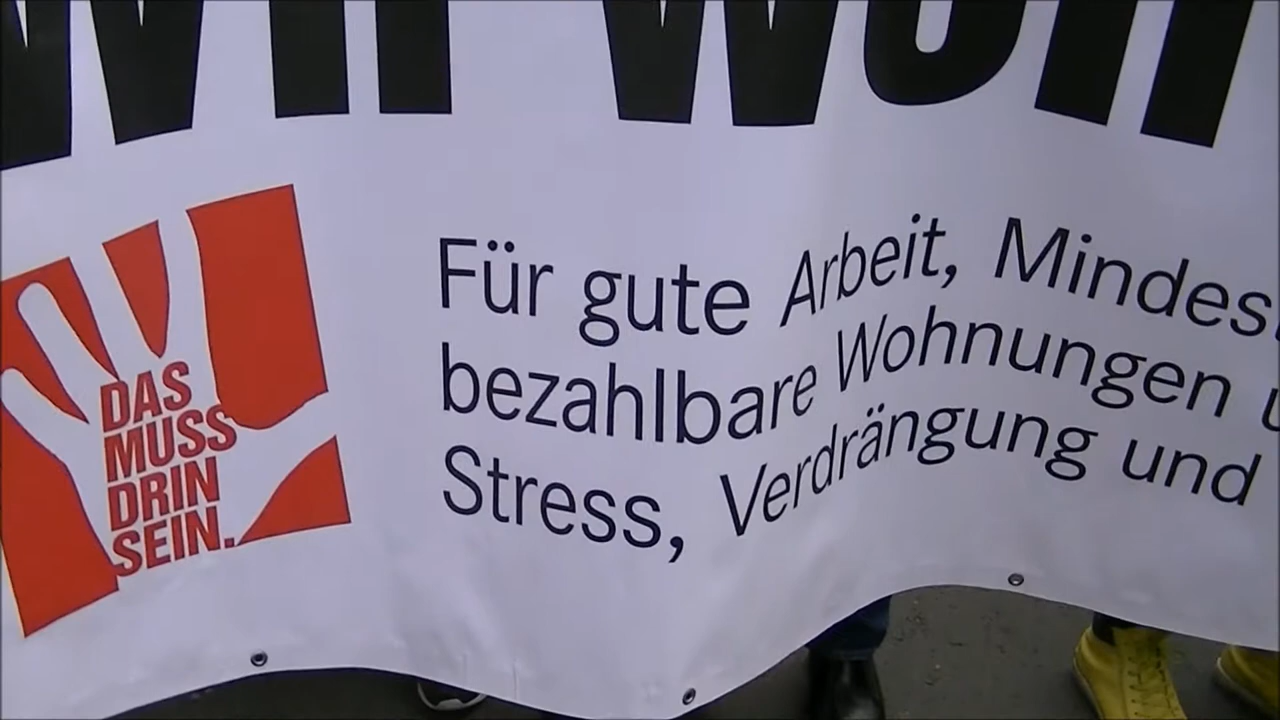 Wir woll
DAS
MUSS
DRIN
SEIN.
Für gute Arbeit, Mindes
bezahlbare Wohnungen u
Stress, Verdrängung und